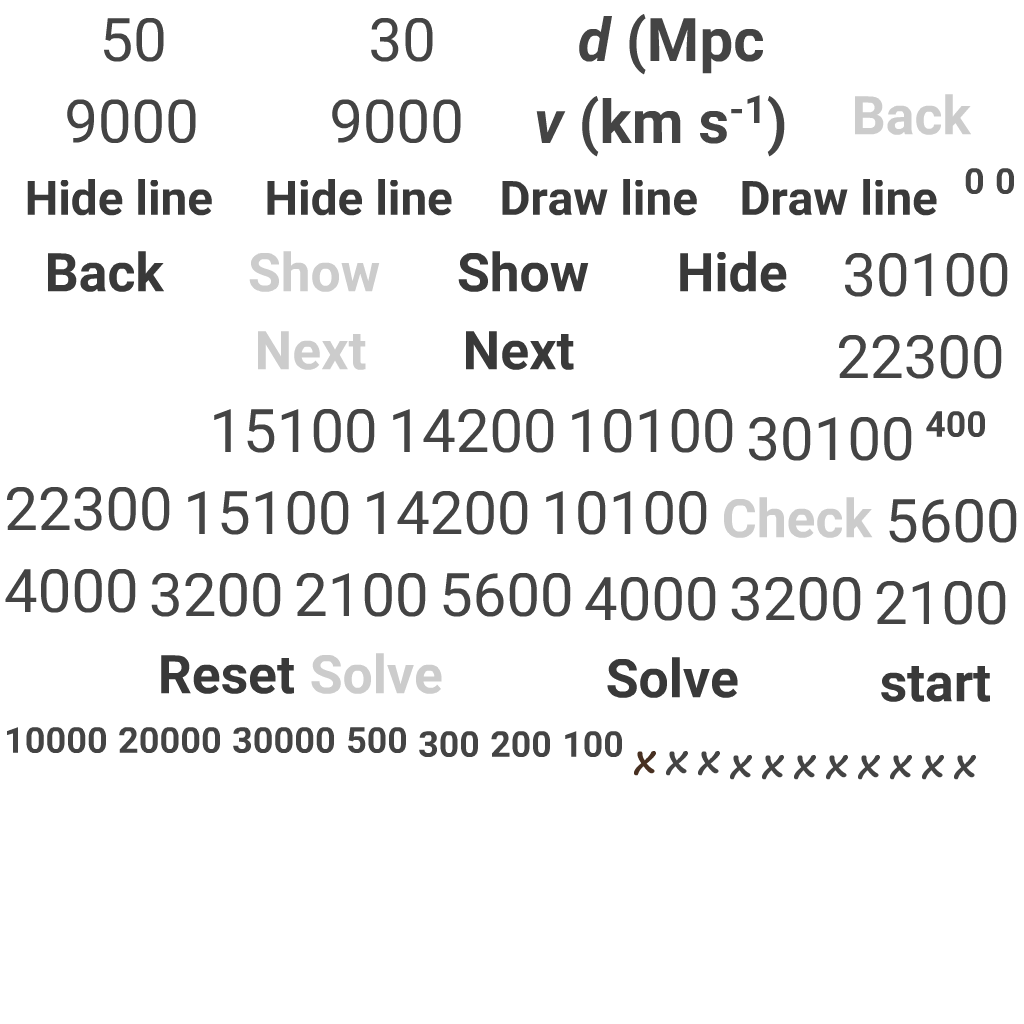 50 30 d (Mpc
9000 9000 v (km s⁻¹) Back
Hide line Hide line Draw line Draw line 0 0
Back Show Show Hide 30100
Next Next 22300
15100 14200 10100 30100 400
22300 15100 14200 10100 Check 5600
4000 3200 2100 5600 4000 3200 2100
Reset Solve Solve start
10000 20000 30000 500 300 200 100 x x x x x x x x x x x